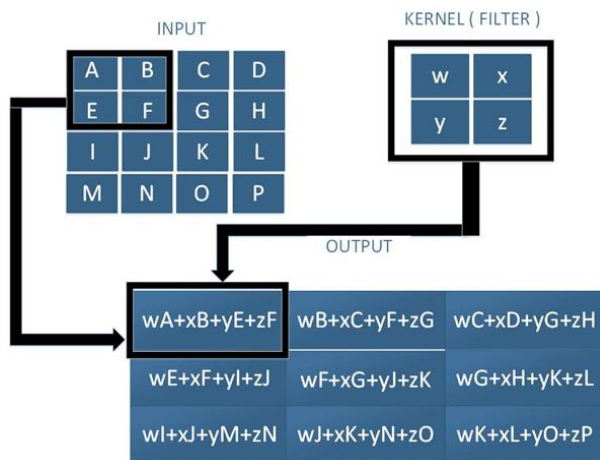 INPUT
KERNEL ( FILTER )
A B C D
E F G H
I J K L
M N O P
w x
y z
OUTPUT
wA+xB+yE+zF wB+xC+yF+zG wC+xD+yG+zH
wE+xF+yI+zJ wF+xG+yJ+zK wG+xH+yK+zL
wI+xJ+yM+zN wJ+xK+yN+zO wK+xL+yO+zP